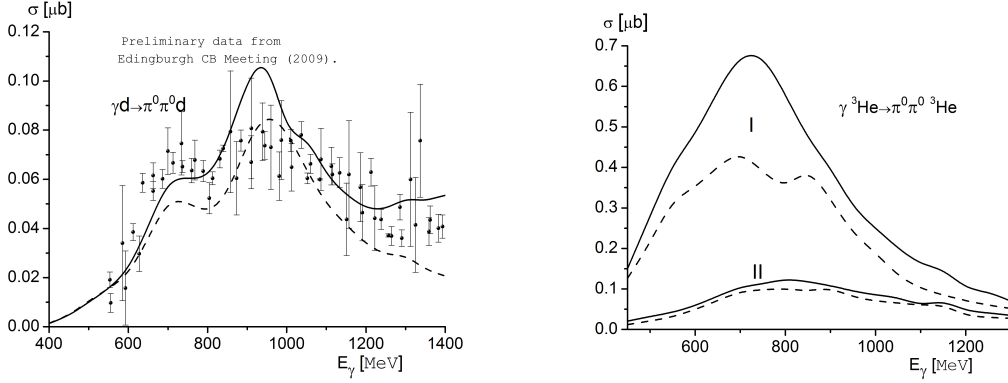 σ [μb]
0.12
0.10
0.08
0.06
0.04
0.02
0.00
400
600
800
1000
1200
1400
E_γ [MeV]
Preliminary data from
Edingburgh CB Meeting (2009).
γd→π⁰π⁰d
σ [μb]
0.7
0.6
0.5
0.4
0.3
0.2
0.1
0.0
600
800
1000
1200
E_γ [MeV]
γ ³He→π⁰π⁰ ³He
I
II